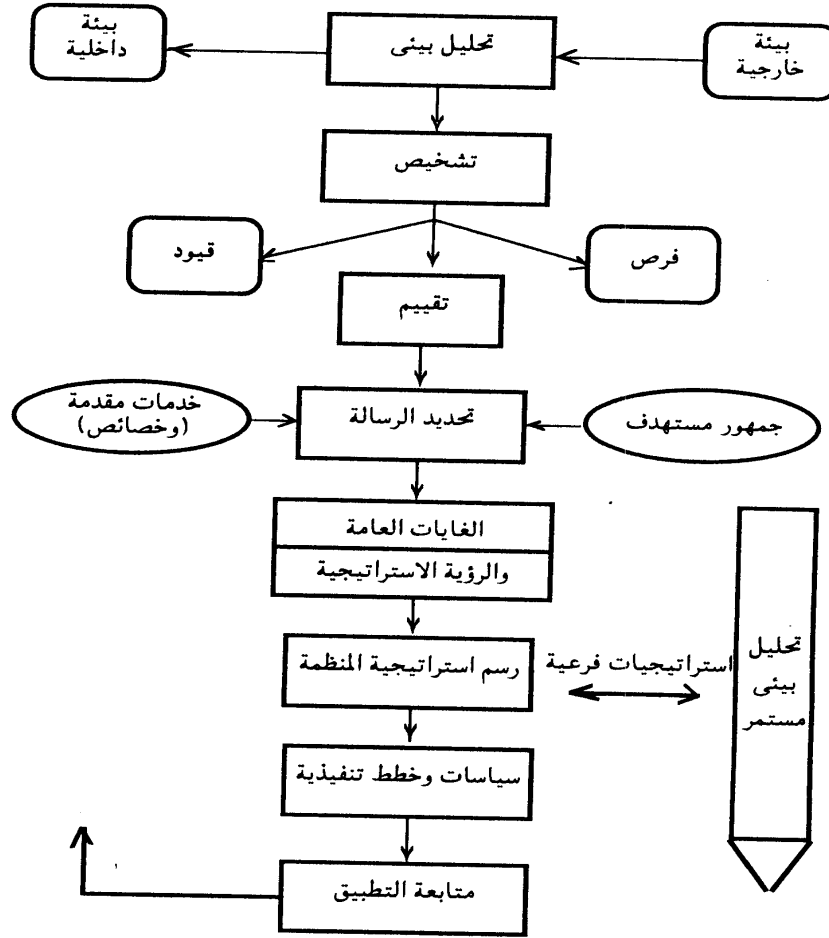 بيئة
خارجية
تحليل بيئى
بيئة
داخلية
تشخيص
فرص
قيود
تقييم
جمهور مستهدف
تحديد الرسالة
خدمات مقدمة
(وخصائص)
الغايات العامة
والرؤية الاستراتيجية
رسم استراتيجية المنظمة
استراتيجيات فرعية
تحليل
بيئى
مستمر
سياسات وخطط تنفيذية
متابعة التطبيق